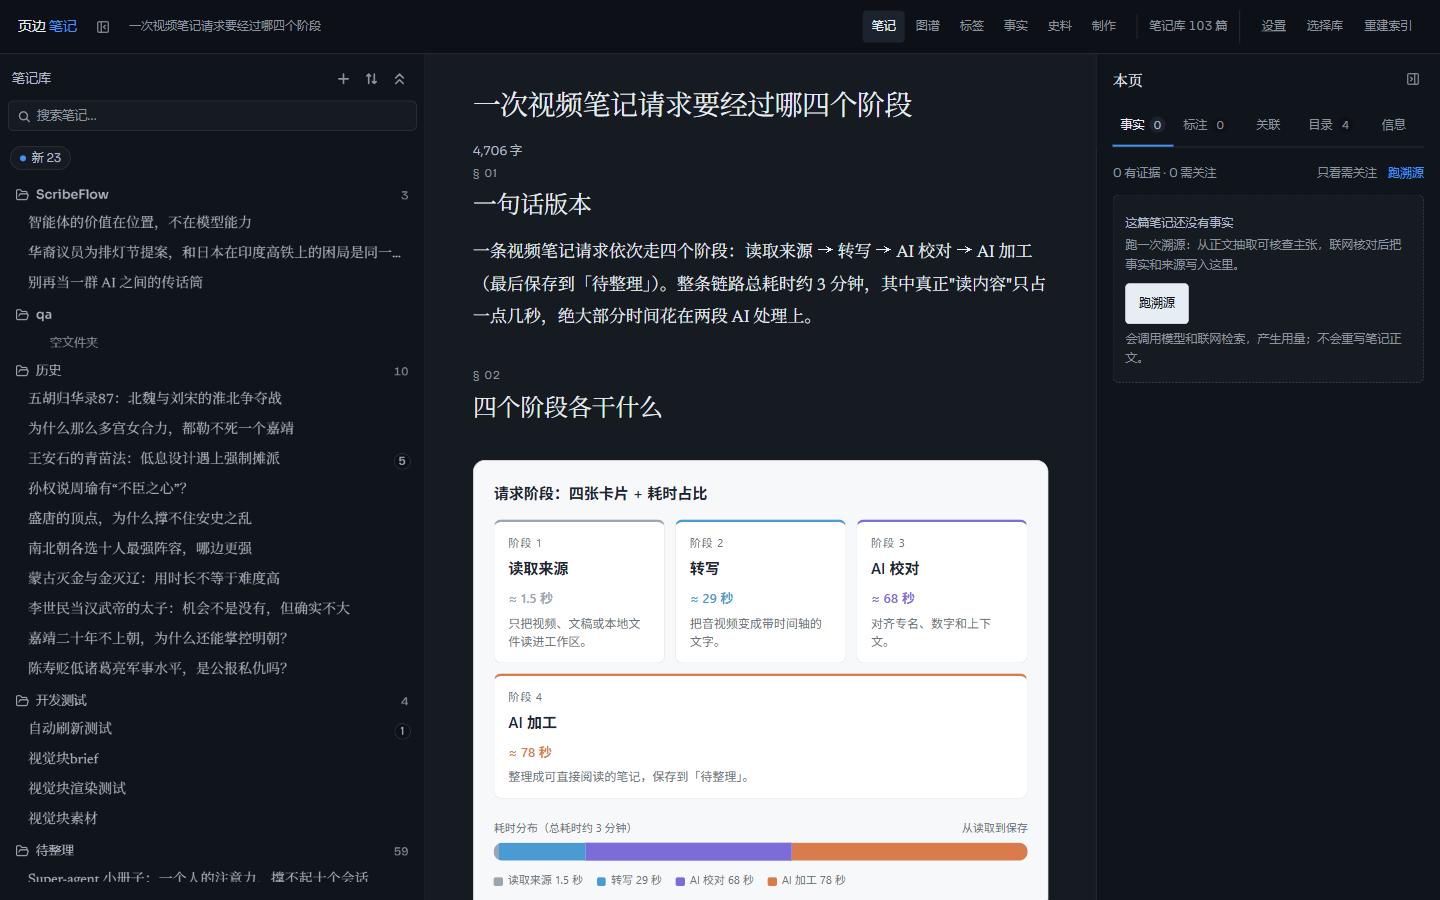 页边 笔记
一次视频笔记请求要经过哪四个阶段
笔记 图谱 标签 事实 史料 制作 笔记库 103 篇 设置 选择库 重建索引
笔记库
搜索笔记...
新 23
ScribeFlow 3
智能体的价值在位置，不在模型能力
华裔议员为排灯节提案，和日本在印度高铁上的困局是同一...
别再当一群 AI 之间的传话筒
qa
空文件夹
历史 10
五胡归华录87：北魏与刘宋的淮北争夺战
为什么那么多宫女合力，都勒不死一个嘉靖
王安石的青苗法：低息设计遇上强制摊派 5
孙权说周瑜有“不臣之心”？
盛唐的顶点，为什么撑不住安史之乱
南北朝各选十人最强阵容，哪边更强
蒙古灭金与金灭辽：用时长不等于难度高
李世民当汉武帝的太子：机会不是没有，但确实不大
嘉靖二十年不上朝，为什么还能掌控明朝？
陈寿贬低诸葛亮军事水平，是公报私仇吗？
开发测试 4
自动刷新测试 1
视觉块brief
视觉块渲染测试
视觉块素材
待整理 59
Super-agent 小册子：一个人的注意力，撑不起十个会话
一次视频笔记请求要经过哪四个阶段
4,706 字
§ 01
一句话版本
一条视频笔记请求依次走四个阶段：读取来源 → 转写 → AI 校对 → AI 加工
（最后保存到「待整理」）。整条链路总耗时约 3 分钟，其中真正"读内容"只占
一点几秒，绝大部分时间花在两段 AI 处理上。
§ 02
四个阶段各干什么
请求阶段：四张卡片 + 耗时占比
阶段 1
读取来源
≈ 1.5 秒
只把视频、文稿或本地文
件读进工作区。
阶段 2
转写
≈ 29 秒
把音视频变成带时间轴的
文字。
阶段 3
AI 校对
≈ 68 秒
对齐专名、数字和上下
文。
阶段 4
AI 加工
≈ 78 秒
整理成可直接阅读的笔记，保存到「待整理」。
耗时分布（总耗时约 3 分钟） 从读取到保存
读取来源 1.5 秒 转写 29 秒 AI 校对 68 秒 AI 加工 78 秒
本页
事实 0 标注 0 关联 目录 4 信息
0 有证据 · 0 需关注 只看需关注 跑溯源
这篇笔记还没有事实
跑一次溯源：从正文抽取可核查主张，联网核对后把
事实和来源写入这里。
跑溯源
会调用模型和联网检索，产生用量；不会重写笔记正
文。